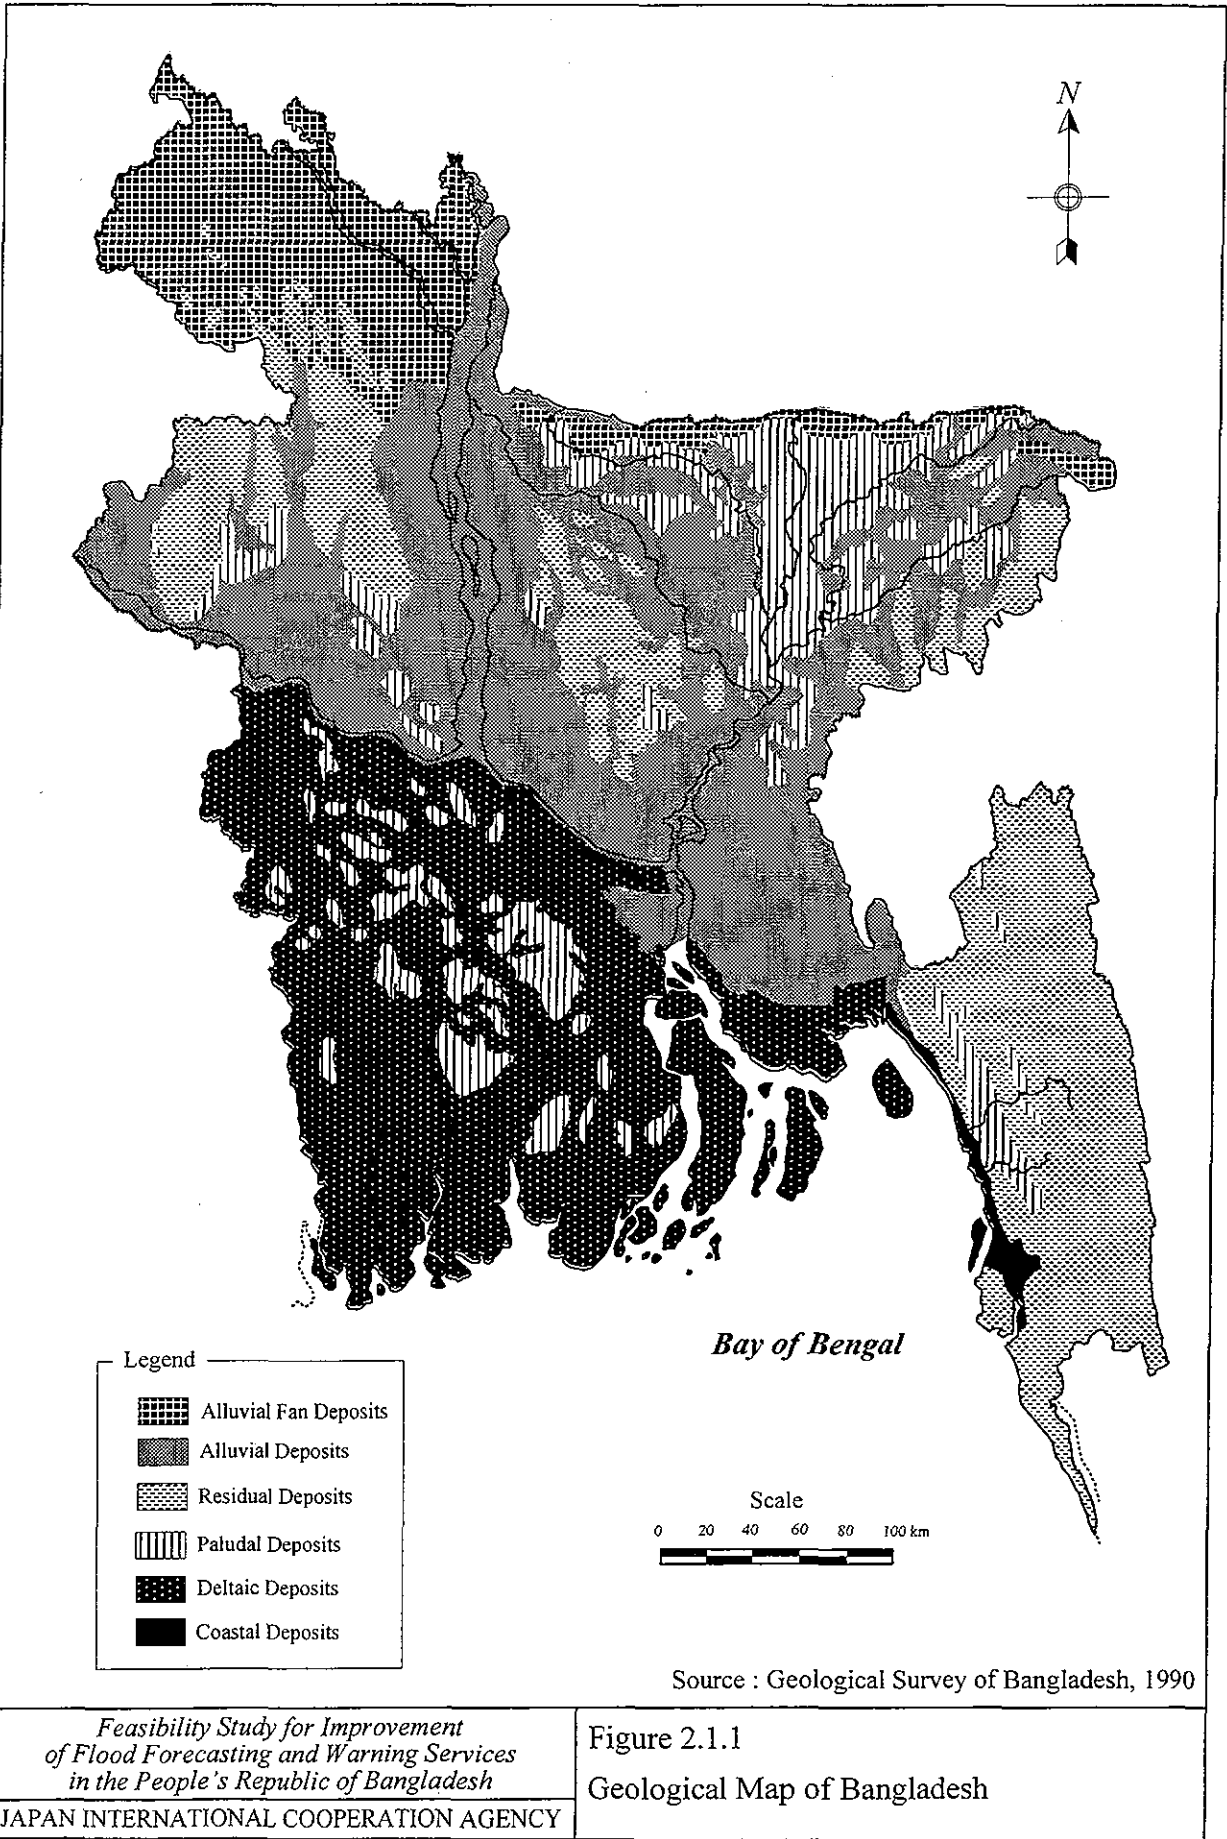 N
Bay of Bengal
Legend
Alluvial Fan Deposits
Alluvial Deposits
Residual Deposits
Paludal Deposits
Deltaic Deposits
Coastal Deposits
Scale
0 20 40 60 80 100 km
Source : Geological Survey of Bangladesh, 1990
Feasibility Study for Improvement
of Flood Forecasting and Warning Services
in the People's Republic of Bangladesh
JAPAN INTERNATIONAL COOPERATION AGENCY
Figure 2.1.1
Geological Map of Bangladesh